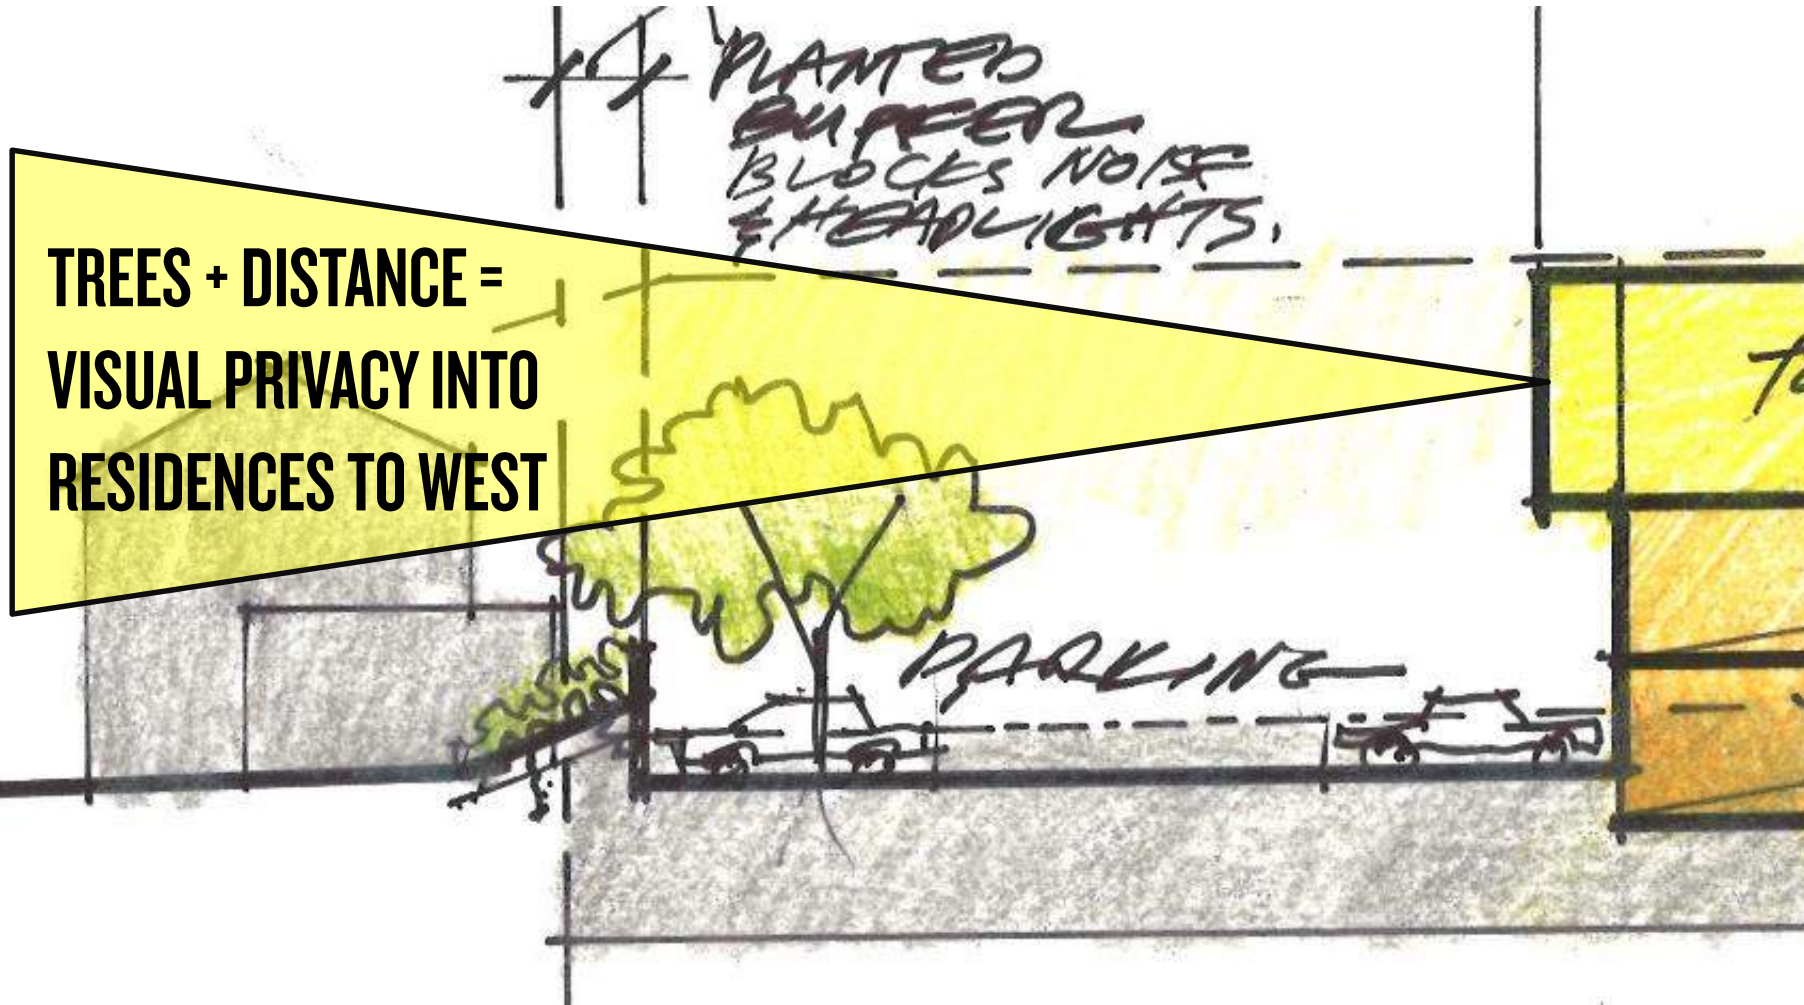 PLANTED
BUFFER
BLOCKS NOISE
& HEADLIGHTS.
TREES + DISTANCE =
VISUAL PRIVACY INTO
RESIDENCES TO WEST
PARKING